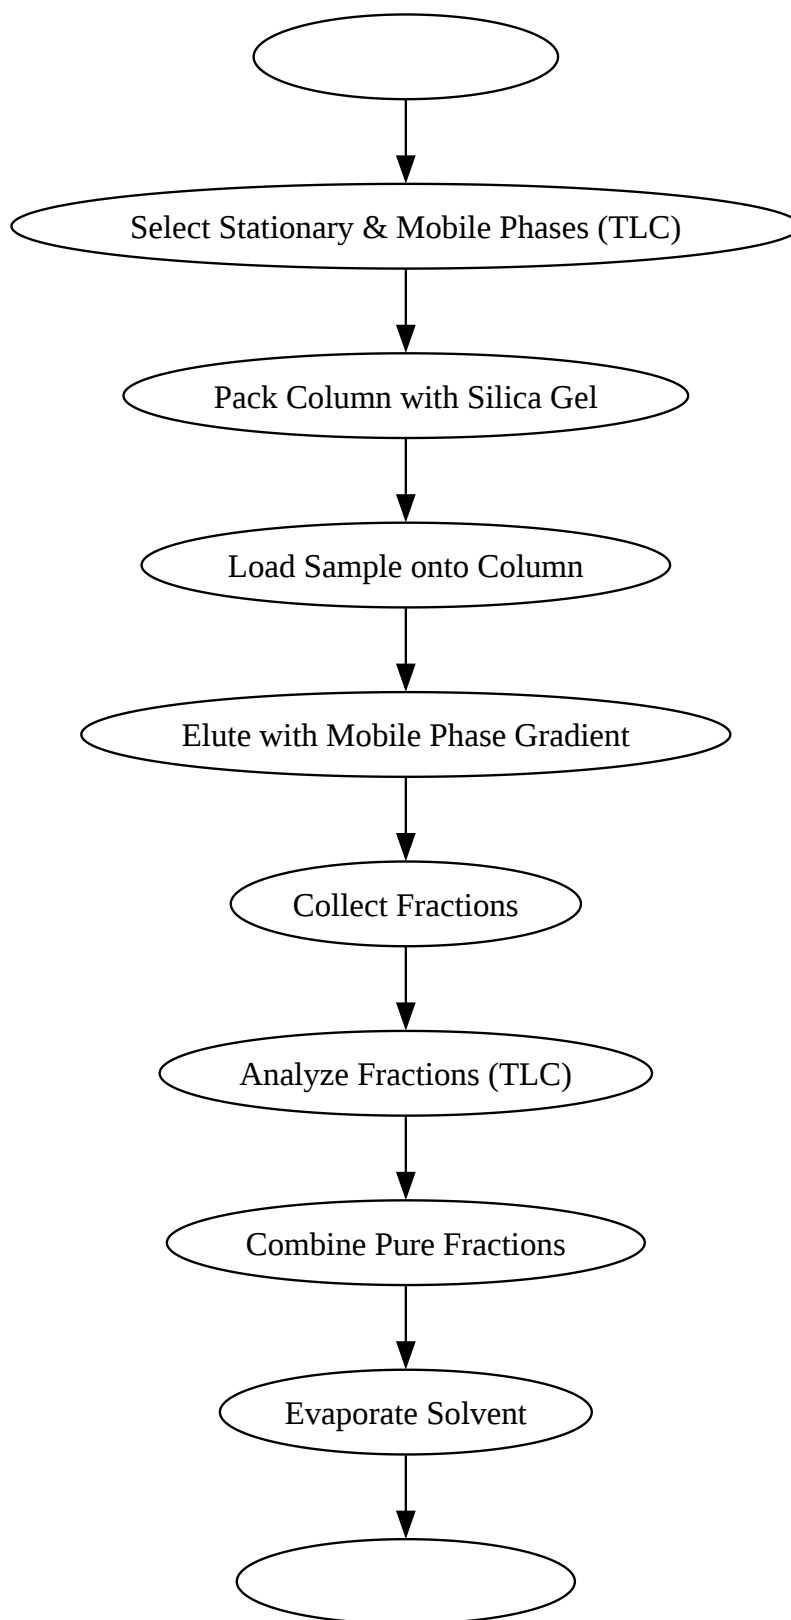 Select Stationary & Mobile Phases (TLC)
Pack Column with Silica Gel
Load Sample onto Column
Elute with Mobile Phase Gradient
Collect Fractions
Analyze Fractions (TLC)
Combine Pure Fractions
Evaporate Solvent